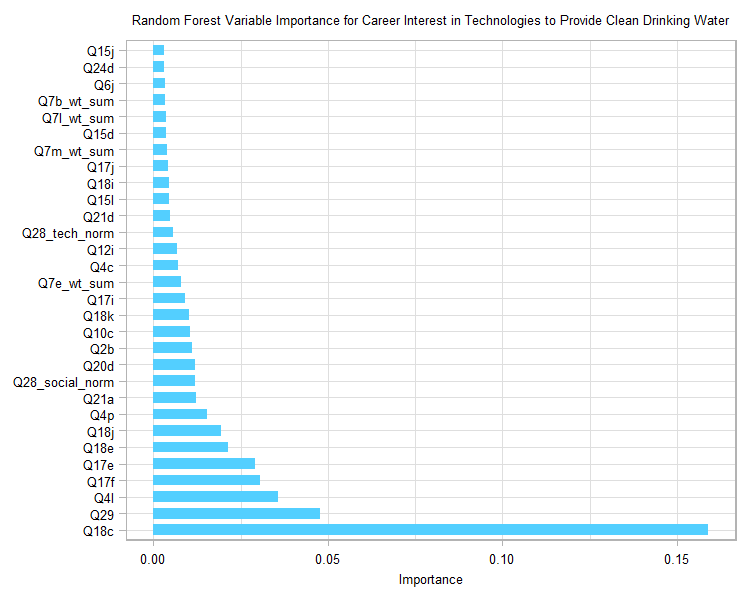 Random Forest Variable Importance for Career Interest in Technologies to Provide Clean Drinking Water
Q15j
Q24d
Q6j
Q7b_wt_sum
Q7l_wt_sum
Q15d
Q7m_wt_sum
Q17j
Q18i
Q15l
Q21d
Q28_tech_norm
Q12i
Q4c
Q7e_wt_sum
Q17i
Q18k
Q10c
Q2b
Q20d
Q28_social_norm
Q21a
Q4p
Q18j
Q18e
Q17e
Q17f
Q4l
Q29
Q18c
0.00 0.05 0.10 0.15
Importance